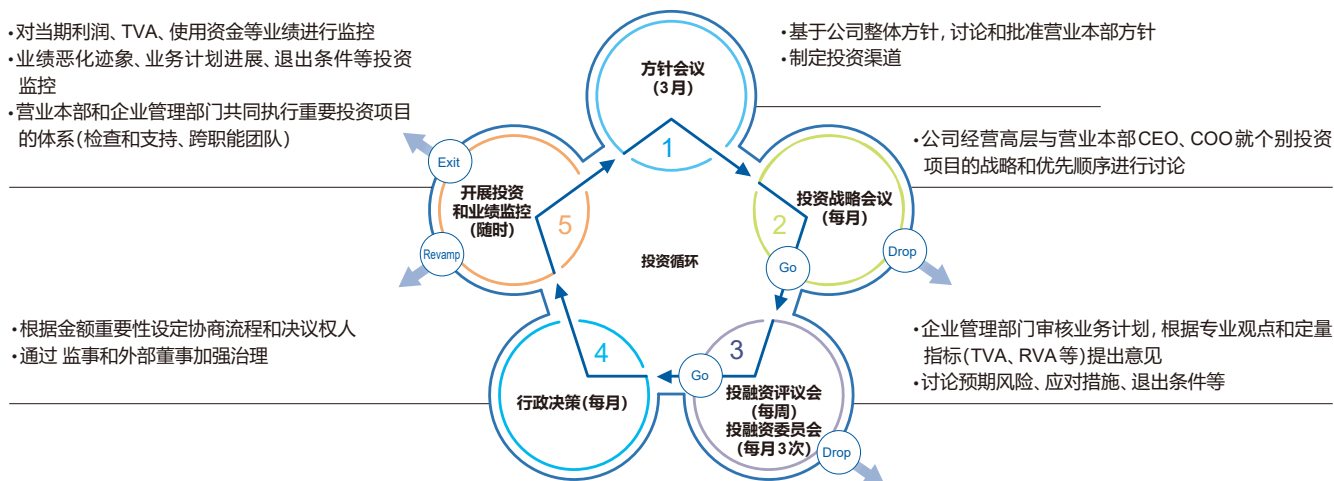 •对当期利润、TVA、使用资金等业绩进行监控
•业绩恶化迹象、业务计划进展、退出条件等投资
监控
•营业本部和企业管理部门共同执行重要投资项目
的体系(检查和支持、跨职能团队)
方针会议
(3月)
1
•基于公司整体方针, 讨论和批准营业本部方针
•制定投资渠道
•公司经营高层与营业本部CEO、COO就个别投资
项目的战略和优先顺序进行讨论
Exit
开展投资
和业绩监控
(随时)
5
Revamp
投资循环
投资战略会议
(每月)
2
Go
Drop
•根据金额重要性设定协商流程和决议权人
•通过 监事和外部董事加强治理
4
行政决策(每月)
3
Go
投融资评议会
(每周)
投融资委员会
(每月3次)
Drop
•企业管理部门审核业务计划, 根据专业观点和定量
指标(TVA、RVA等)提出意见
•讨论预期风险、应对措施、退出条件等